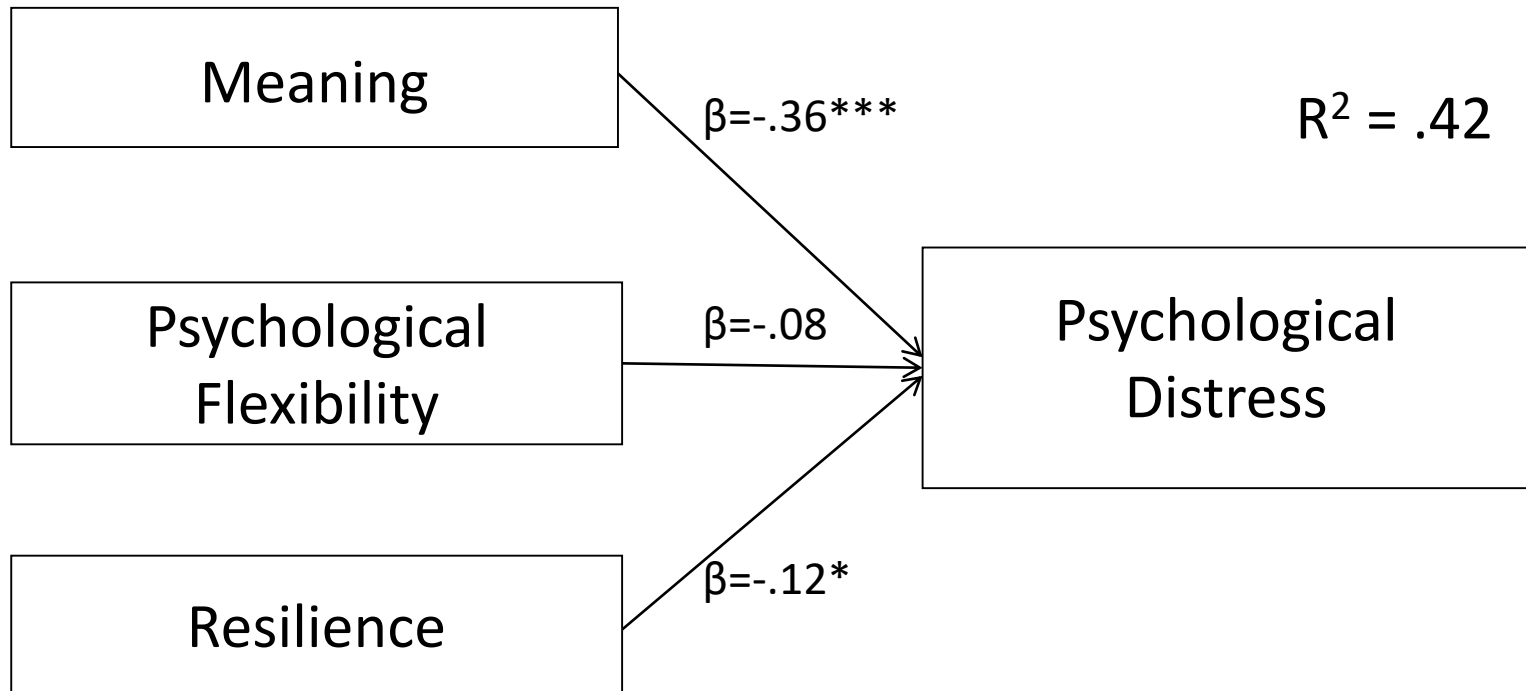 Meaning
β=-.36***
R² = .42
Psychological
Flexibility
β=-.08
Psychological
Distress
β=-.12*
Resilience